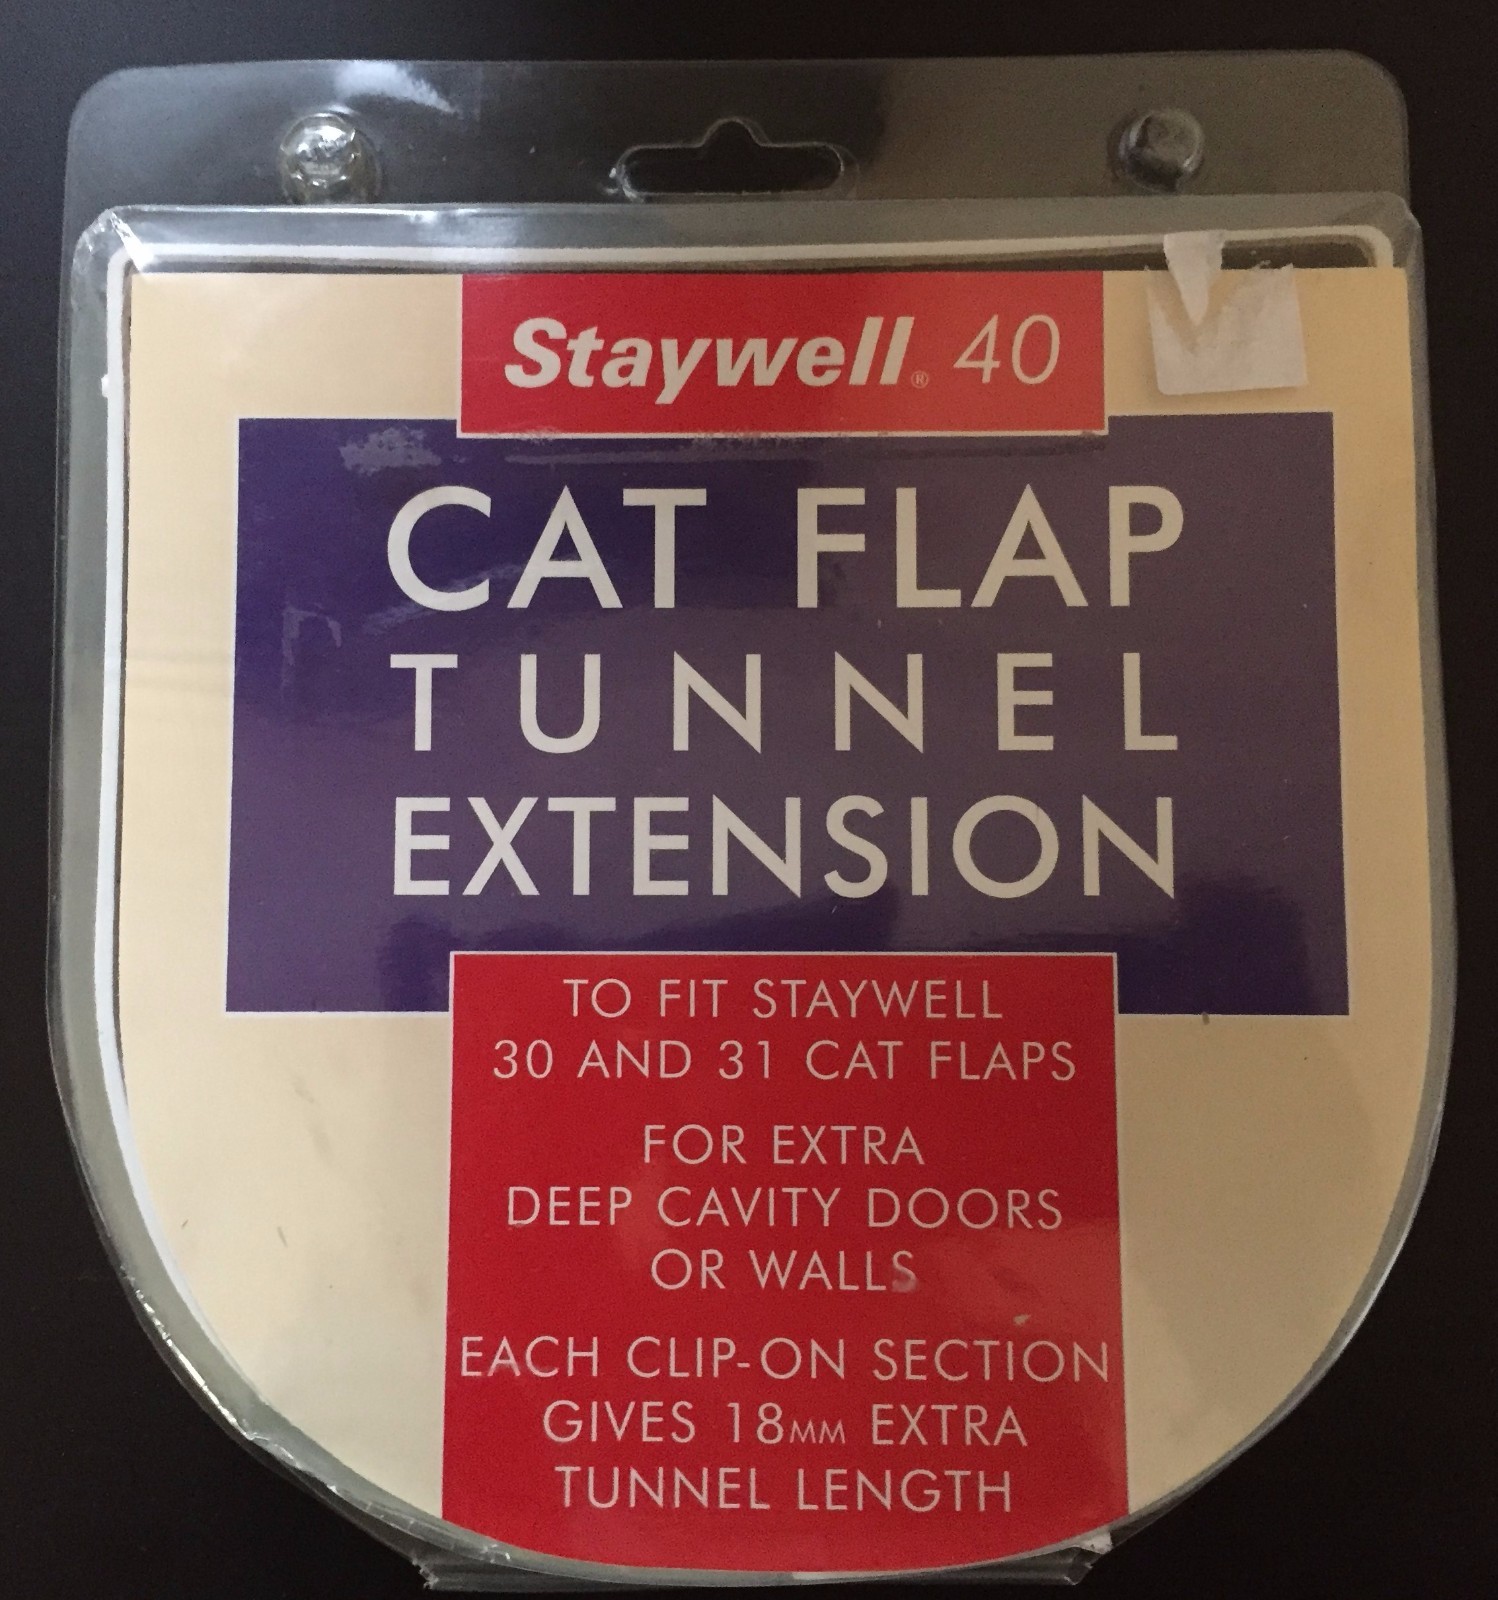 Staywell® 40
CAT FLAP
TUNNEL
EXTENSION
TO FIT STAYWELL
30 AND 31 CAT FLAPS
FOR EXTRA
DEEP CAVITY DOORS
OR WALLS
EACH CLIP-ON SECTION
GIVES 18MM EXTRA
TUNNEL LENGTH